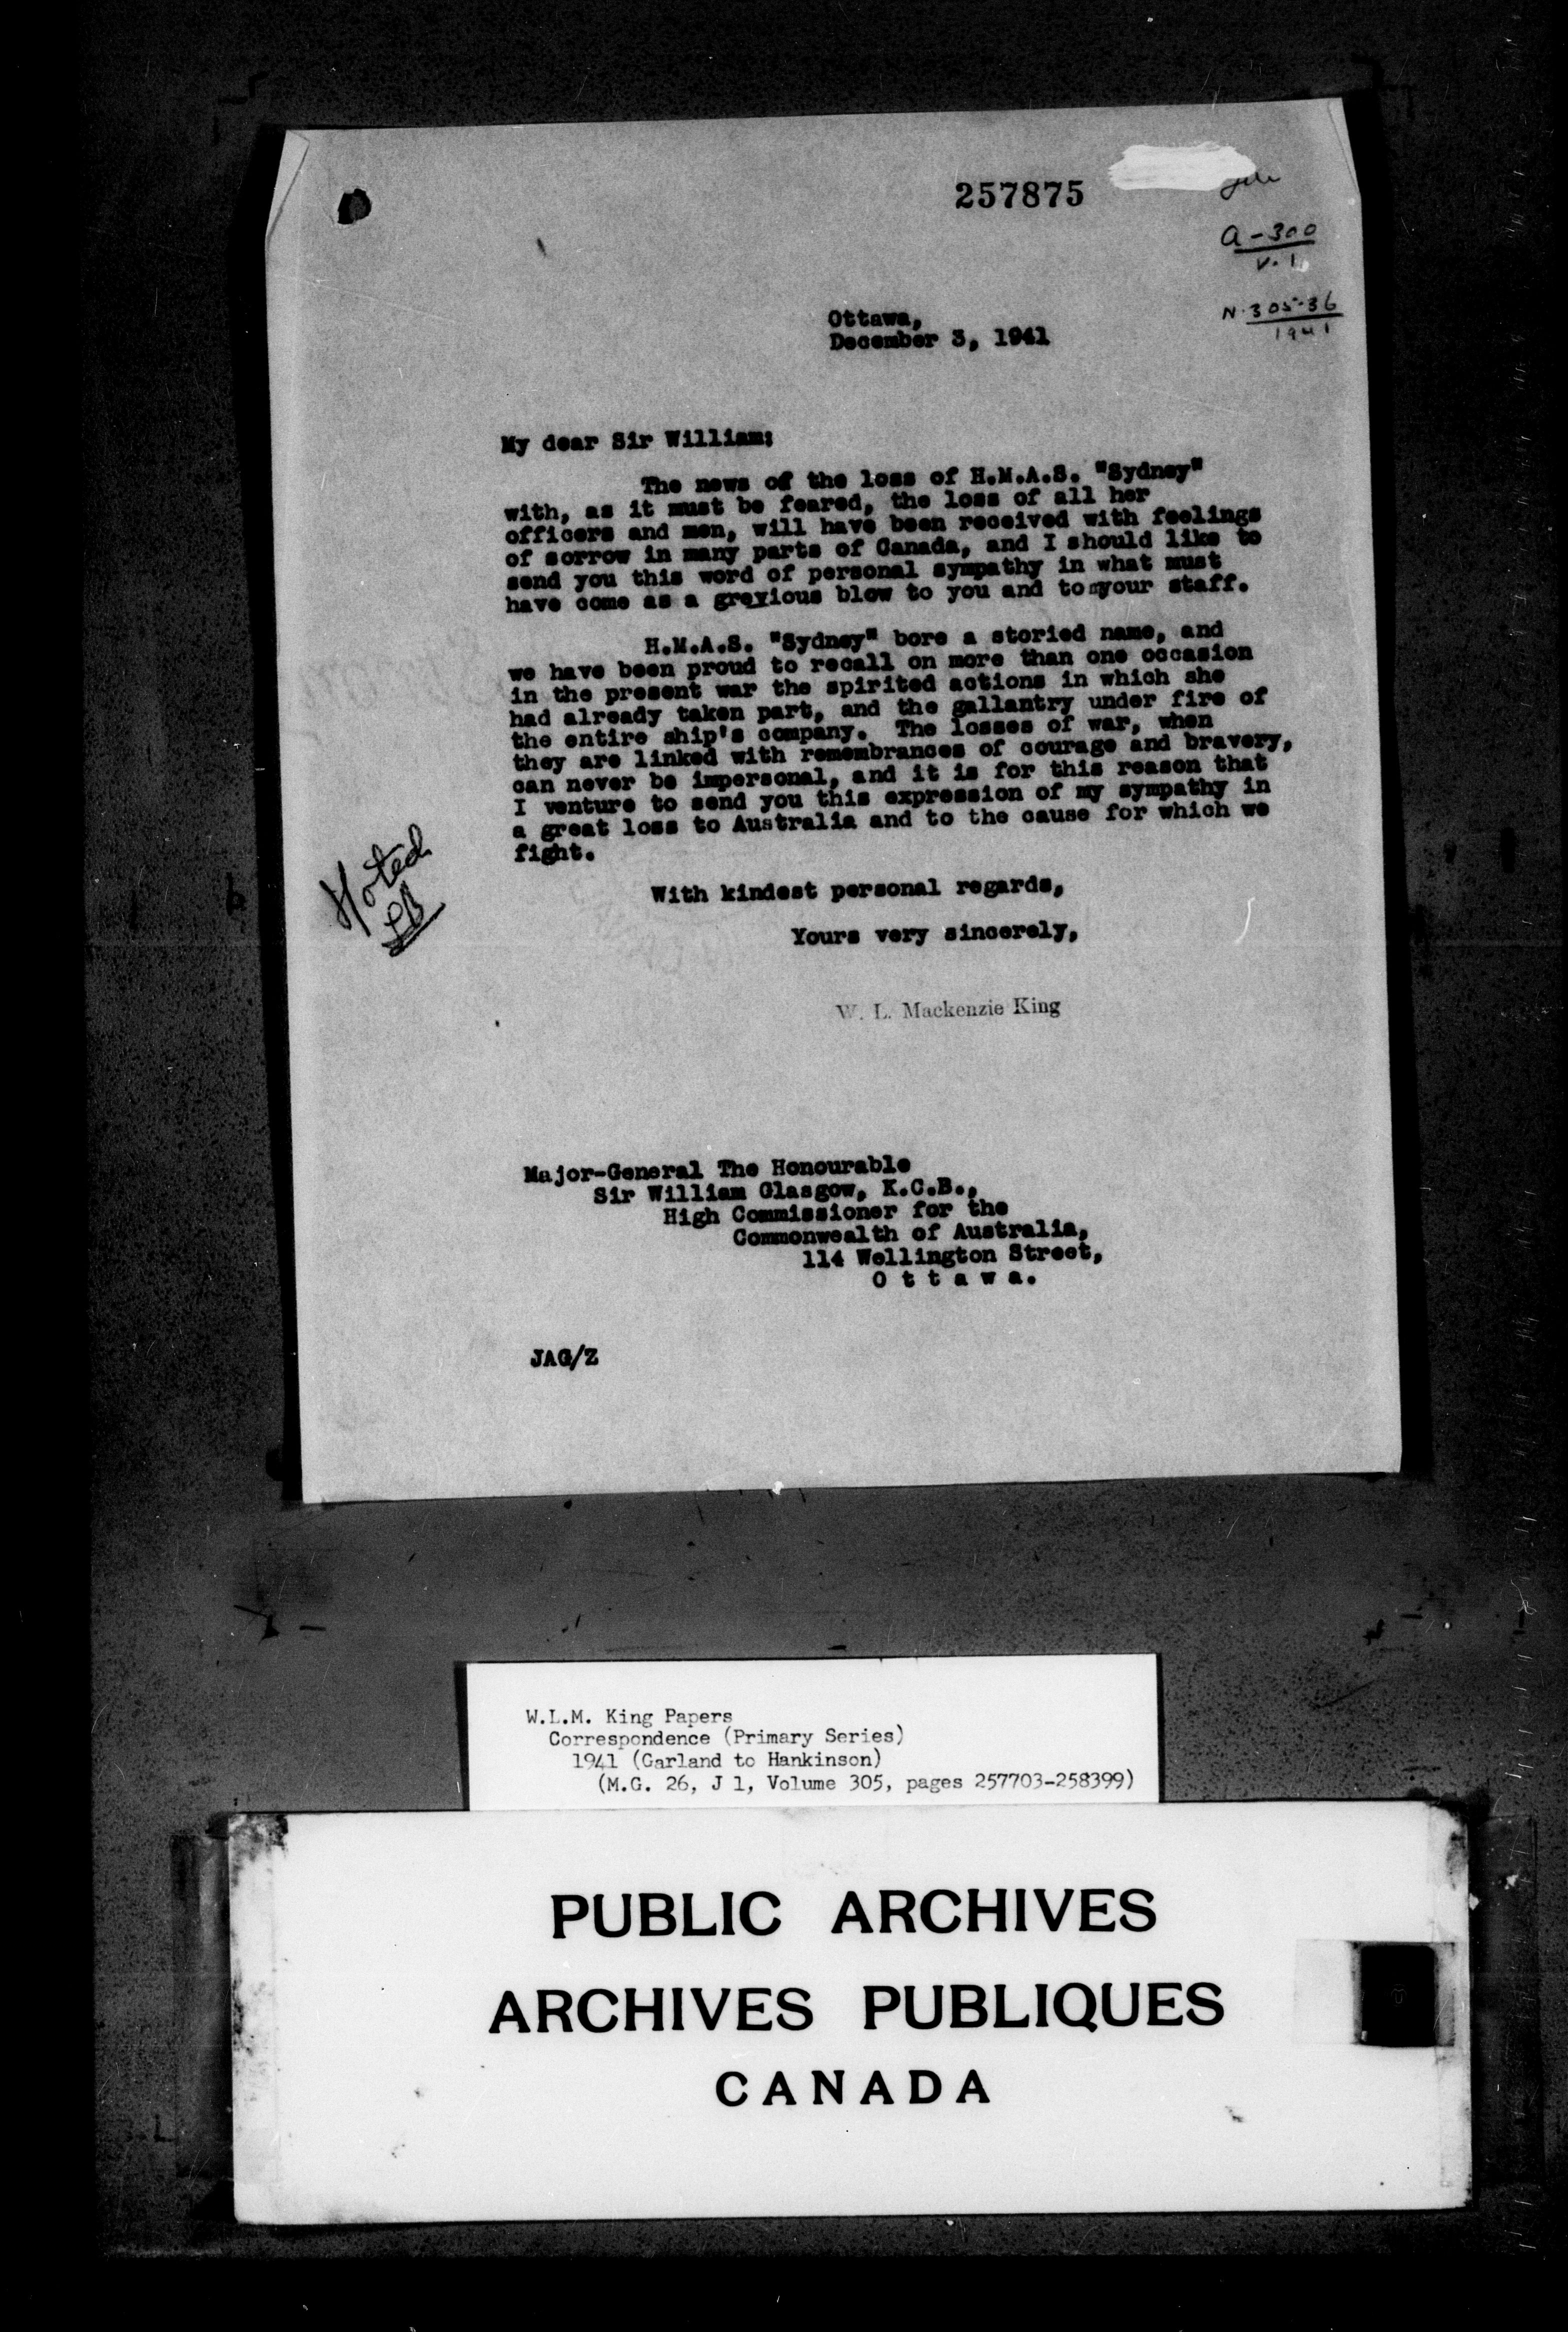 257875
file
A-300
V. 1
N-305-36
1941
Ottawa,
December 3, 1941
My dear Sir William:
The news of the loss of H.M.A.S. "Sydney"
with, as it must be feared, the loss of all her
officers and men, will have been received with feelings
of sorrow in many parts of Canada, and I should like to
send you this word of personal sympathy in what must
have come as a grevious blow to you and to your staff.
H.M.A.S. "Sydney" bore a storied name, and
we have been proud to recall on more than one occasion
in the present war the spirited actions in which she
had already taken part, and the gallantry under fire of
the entire ship's company. The losses of war, when
they are linked with remembrances of courage and bravery,
can never be impersonal, and it is for this reason that
I venture to send you this expression of my sympathy in
a great loss to Australia and to the cause for which we
fight.
Noted
With kindest personal regards,
Yours very sincerely,
W. L. Mackenzie King
Major-General The Honourable
Sir William Glasgow, K.C.B.,
High Commissioner for the
Commonwealth of Australia,
114 Wellington Street,
O t t a w a.
JAG/Z
W.L.M. King Papers
Correspondence (Primary Series)
1941 (Garland to Hankinson)
(M.G. 26, J 1, Volume 305, pages 257703-258399)
PUBLIC ARCHIVES
ARCHIVES PUBLIQUES
CANADA